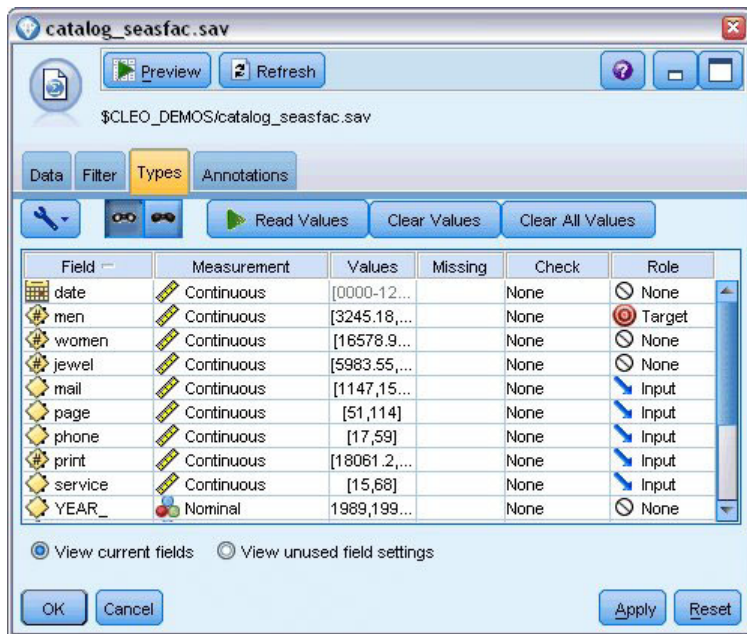 catalog_seasfac.sav
Preview Refresh
$CLEO_DEMOS/catalog_seasfac.sav
Data Filter Types Annotations
Read Values Clear Values Clear All Values
Field Measurement Values Missing Check Role
date Continuous [0000-12... None None
men Continuous [3245.18,... None Target
women Continuous [16578.9... None None
jewel Continuous [5983.55,... None None
mail Continuous [1147,15... None Input
page Continuous [51,114] None Input
phone Continuous [17,59] None Input
print Continuous [18061.2,... None Input
service Continuous [15,68] None Input
YEAR_ Nominal 1989,199... None None
View current fields View unused field settings
OK Cancel Apply Reset